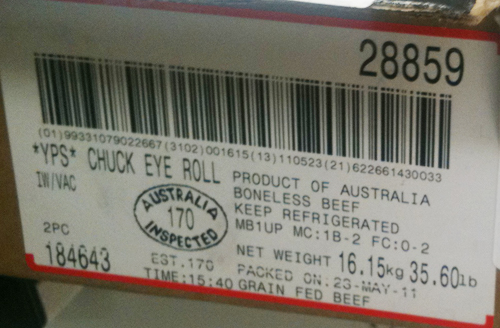 28859
(01)99331079022667(3102)001615(13)110523(21)622661430033
*YPS* CHUCK EYE ROLL
IW/VAC
PRODUCT OF AUSTRALIA
BONELESS BEEF
KEEP REFRIGERATED
MB1UP MC:1B-2 FC:0-2
AUSTRALIA
170
INSPECTED
2PC
184643
EST.170
TIME:15:40
NET WEIGHT 16.15kg 35.60lb
PACKED ON:23-MAY-11
GRAIN FED BEEF